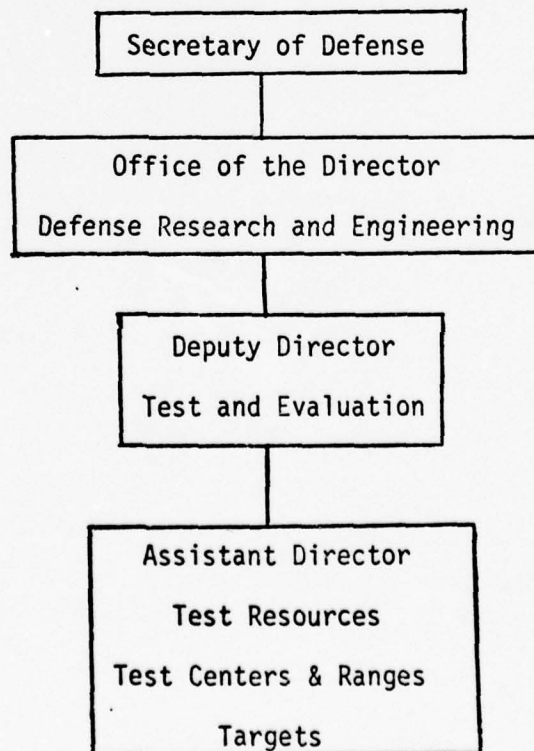 Secretary of Defense
Office of the Director
Defense Research and Engineering
Deputy Director
Test and Evaluation
Assistant Director
Test Resources
Test Centers & Ranges
Targets